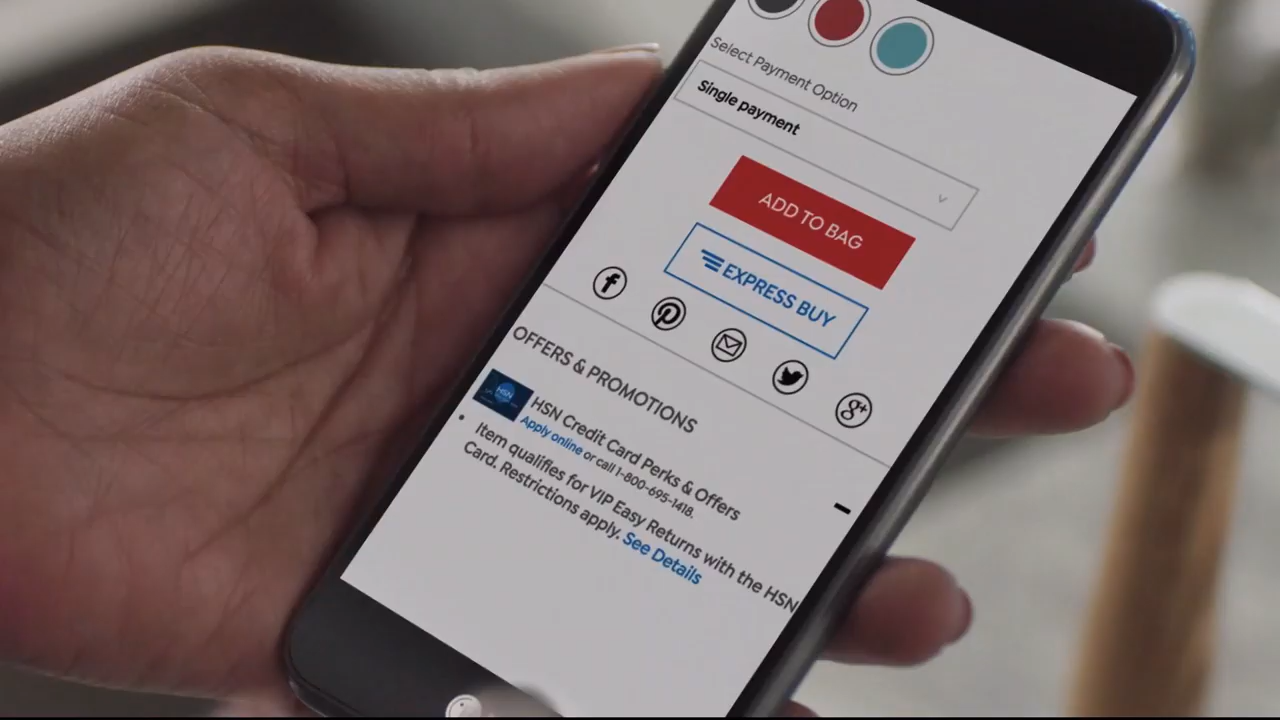 Select Payment Option
Single payment
ADD TO BAG
EXPRESS BUY
OFFERS & PROMOTIONS
HSN
HSN Credit Card Perks & Offers
Apply online or call 1-800-695-1418.
Item qualifies for VIP Easy Returns with the HSN
Card. Restrictions apply. See Details